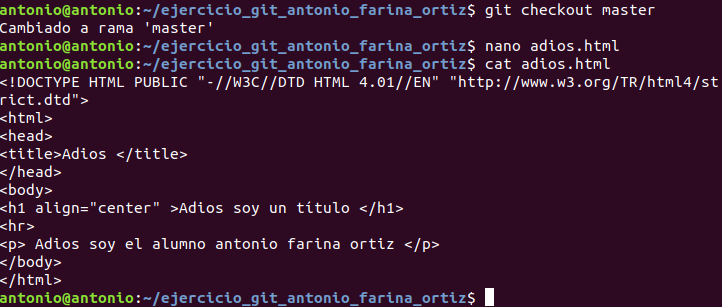 antonio@antonio:~/ejercicio_git_antonio_farina_ortiz$ git checkout master
Cambiado a rama 'master'
antonio@antonio:~/ejercicio_git_antonio_farina_ortiz$ nano adios.html
antonio@antonio:~/ejercicio_git_antonio_farina_ortiz$ cat adios.html
<!DOCTYPE HTML PUBLIC "-//W3C//DTD HTML 4.01//EN" "http://www.w3.org/TR/html4/st
rict.dtd">
<html>
<head>
<title>Adios </title>
</head>
<body>
<h1 align="center" >Adios soy un título </h1>
<hr>
<p> Adios soy el alumno antonio farina ortiz </p>
</body>
</html>
antonio@antonio:~/ejercicio_git_antonio_farina_ortiz$